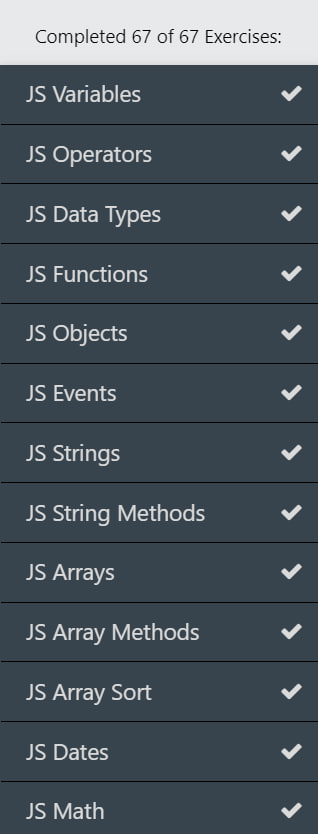 Completed 67 of 67 Exercises:
JS Variables
JS Operators
JS Data Types
JS Functions
JS Objects
JS Events
JS Strings
JS String Methods
JS Arrays
JS Array Methods
JS Array Sort
JS Dates
JS Math